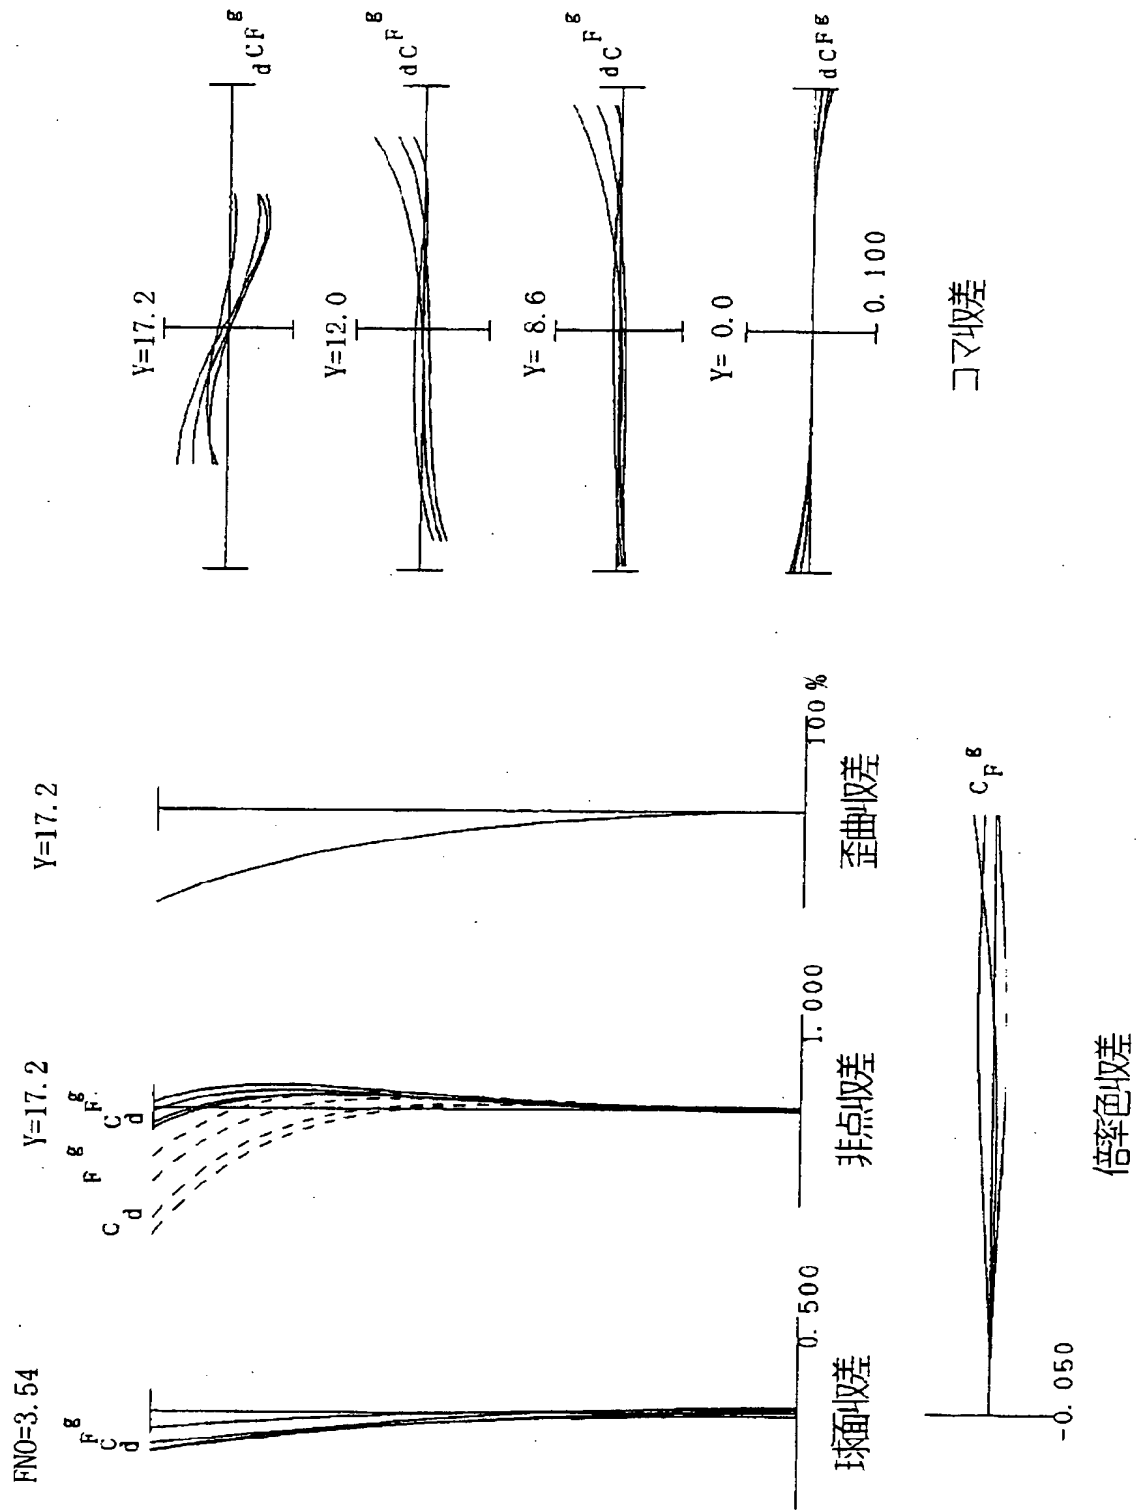 FNO=3.54
g
F
C
d
0.500
球面収差
Y=17.2
g
F
C
d
g
F
C
d
1.000
非点収差
Y=17.2
100%
歪曲収差
Y=17.2
d C F g
Y=12.0
d C F g
Y= 8.6
d C F g
Y= 0.0
d C F g
0.100
コマ収差
C F g
-0.050
倍率色収差